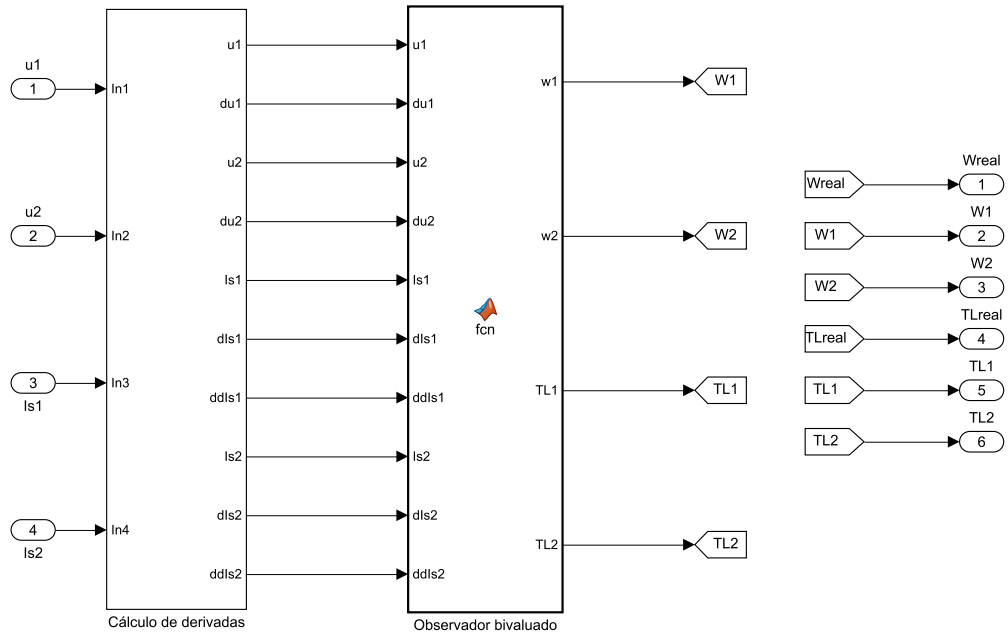 u1
1
In1
u2
2
In2
3
Is1
In3
4
Is2
In4
u1
du1
u2
du2
Is1
dIs1
ddIs1
Is2
dIs2
ddIs2
Cálculo de derivadas
u1
du1
u2
du2
Is1
dIs1
ddIs1
Is2
dIs2
ddIs2
fcn
w1
w2
TL1
TL2
Observador bivaluado
W1
W2
TL1
TL2
Wreal
Wreal
1
W1
W1
2
W2
W2
3
TLreal
TLreal
4
TL1
TL1
5
TL2
TL2
6